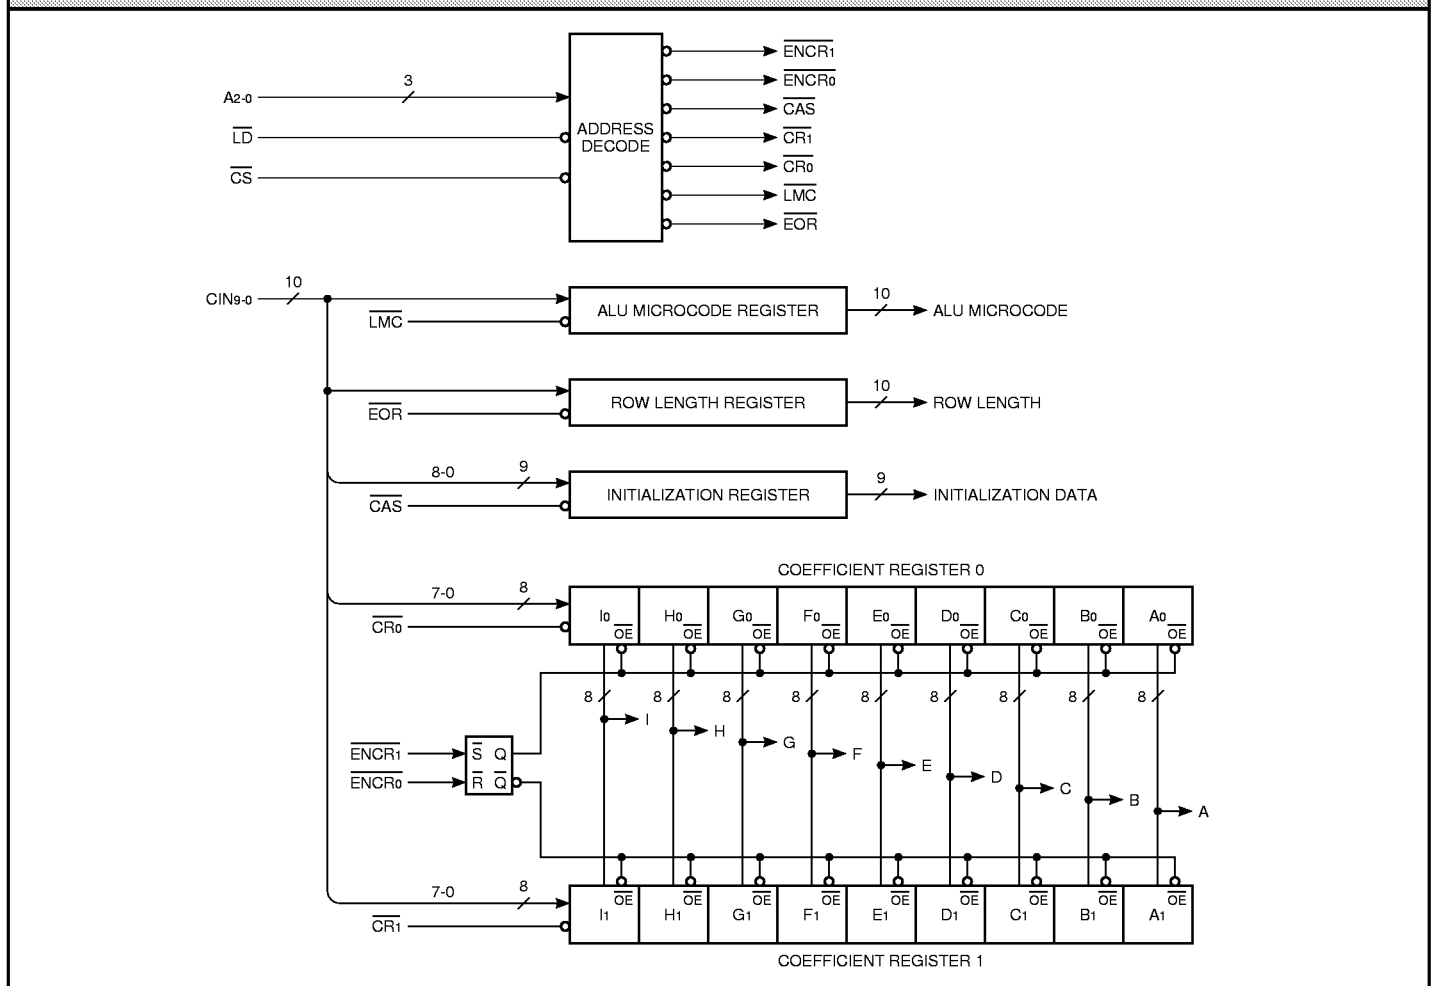 ENCR1
ENCR0
3
A2-0
CAS
LD
ADDRESS
DECODE
CR1
CR0
CS
LMC
EOR
CIN9-0
10
ALU MICROCODE REGISTER
10
ALU MICROCODE
LMC
ROW LENGTH REGISTER
10
ROW LENGTH
EOR
8-0
9
INITIALIZATION REGISTER
9
INITIALIZATION DATA
CAS
COEFFICIENT REGISTER 0
7-0
8
I0 H0 G0 F0 E0 D0 C0 B0 A0
CR0
OE OE OE OE OE OE OE OE OE
8 8 8 8 8 8 8 8 8
I
H
G
F
E
D
C
B
A
ENCR1
S Q
ENCR0
R Q
7-0
8
OE OE OE OE OE OE OE OE OE
I1 H1 G1 F1 E1 D1 C1 B1 A1
CR1
COEFFICIENT REGISTER 1